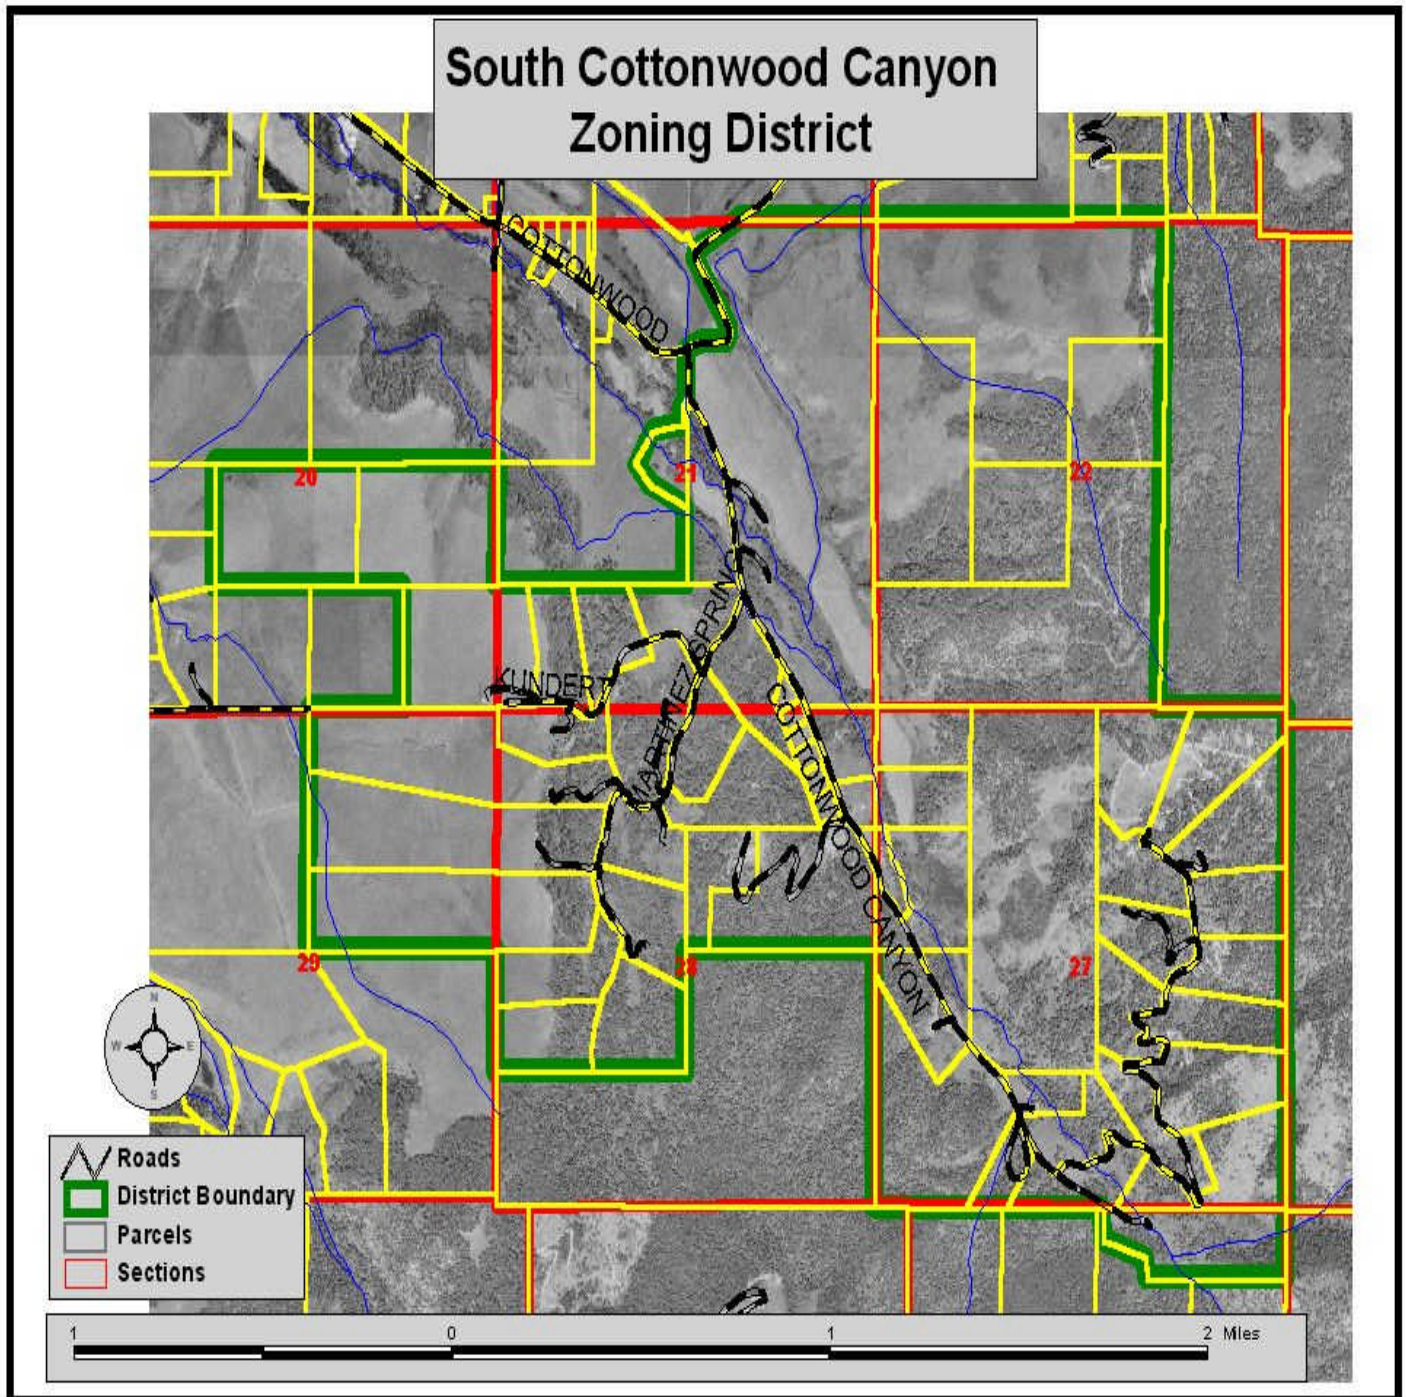 South Cottonwood Canyon
Zoning District
COTTONWOOD
20
21
22
MARTINEZ SPRING
KUNDERT
COTTONWOOD CANYON
29
28
27
N
W E
S
Roads
District Boundary
Parcels
Sections
1 0 1 2 Miles